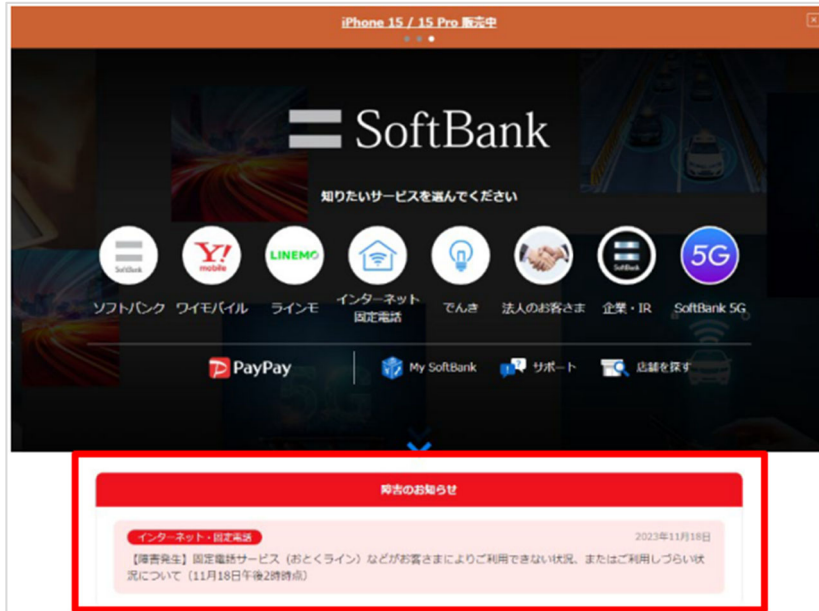 iPhone 15 / 15 Pro 販売中
SoftBank
知りたいサービスを選んでください
SoftBank
Y!
mobile
LINEMO
SoftBank
5G
ソフトバンク
ワイモバイル
ラインモ
インターネット
固定電話
でんき
法人のお客さま
企業・IR
SoftBank 5G
PayPay
My SoftBank
サポート
店舗を探す
障害のお知らせ
インターネット・固定電話
2023年11月18日
【障害発生】固定電話サービス（おとくライン）などがお客さまによりご利用できない状況、またはご利用しづらい状
況について（11月18日午後2時時点）